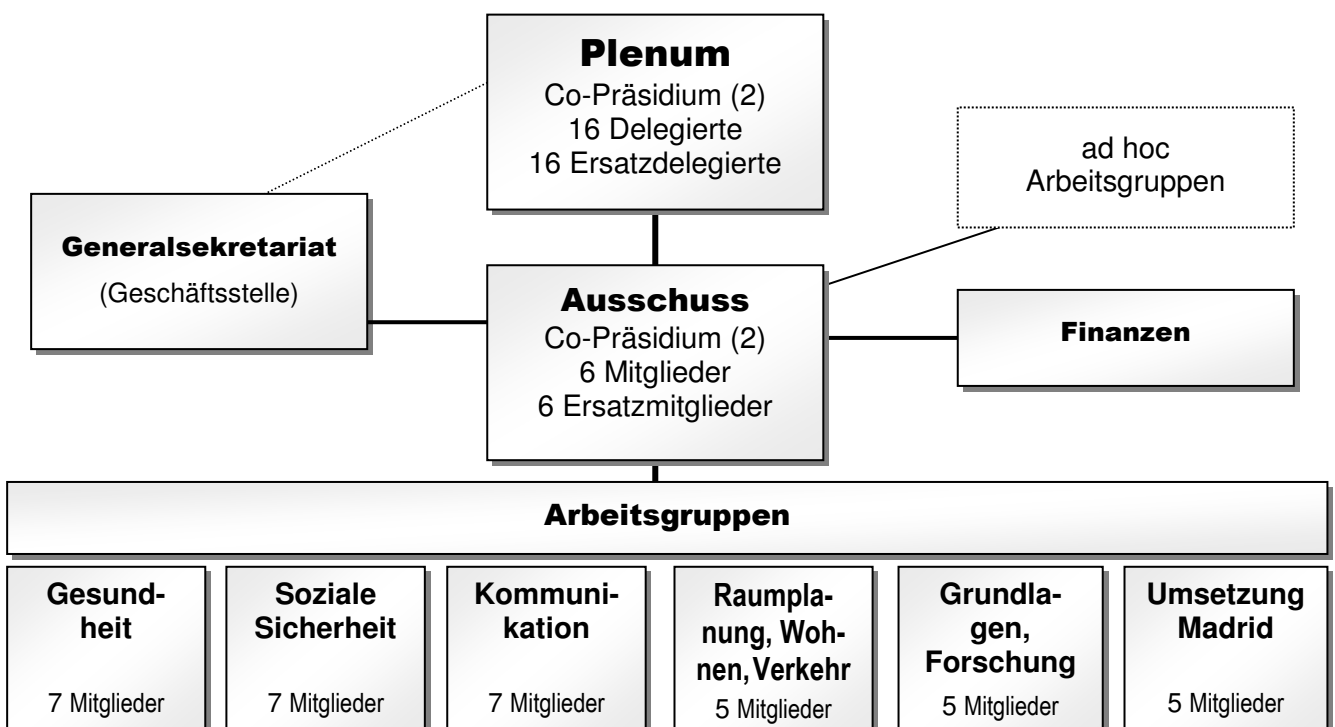 Plenum
Co-Präsidium (2)
16 Delegierte
16 Ersatzdelegierte
ad hoc
Arbeitsgruppen
Generalsekretariat
(Geschäftsstelle)
Ausschuss
Co-Präsidium (2)
6 Mitglieder
6 Ersatzmitglieder
Finanzen
Arbeitsgruppen
Gesund-
heit
7 Mitglieder
Soziale
Sicherheit
7 Mitglieder
Kommuni-
kation
7 Mitglieder
Raumpla-
nung, Woh-
nen, Verkehr
5 Mitglieder
Grundla-
gen,
Forschung
5 Mitglieder
Umsetzung
Madrid
5 Mitglieder